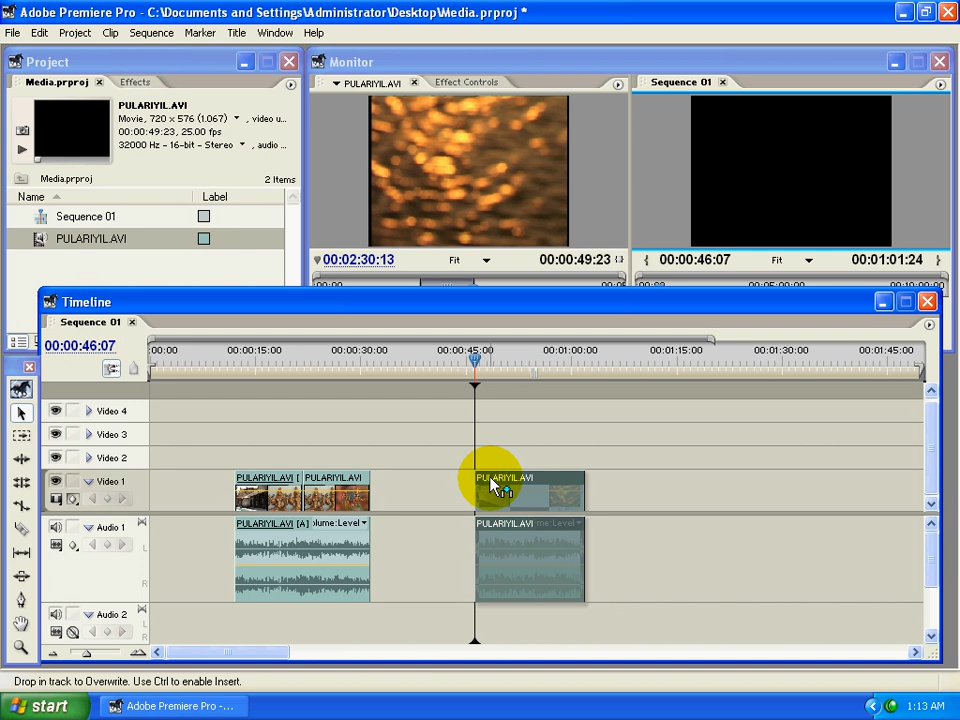 Adobe Premiere Pro - C:\Documents and Settings\Administrator\Desktop\Media.prproj *
File Edit Project Clip Sequence Marker Title Window Help
Project
Media.prproj Effects
PULARIYIL.AVI
Movie, 720 x 576 (1.067) , video u...
00:00:49:23, 25.00 fps
32000 Hz - 16-bit - Stereo , audio ...
Media.prproj 2 Items
Name Label
Sequence 01
PULARIYIL.AVI
Monitor
PULARIYIL.AVI Effect Controls
00:02:30:13 Fit 00:00:49:23
Sequence 01
00:00:46:07 Fit 00:01:01:24
Timeline
Sequence 01
00:00:46:07
:00:00 00:00:15:00 00:00:30:00 00:00:45:00 00:01:00:00 00:01:15:00 00:01:30:00 00:01:45:00
Video 4
Video 3
Video 2
Video 1
PULARIYIL.AVI [ PULARIYIL.AVI PULARIYIL.AVI
Audio 1
PULARIYIL.AVI [A] olume:Level PULARIYIL.AVI me:Level
L
R
Audio 2
L
R
Drop in track to Overwrite. Use Ctrl to enable Insert.
start Adobe Premiere Pro -... 1:13 AM